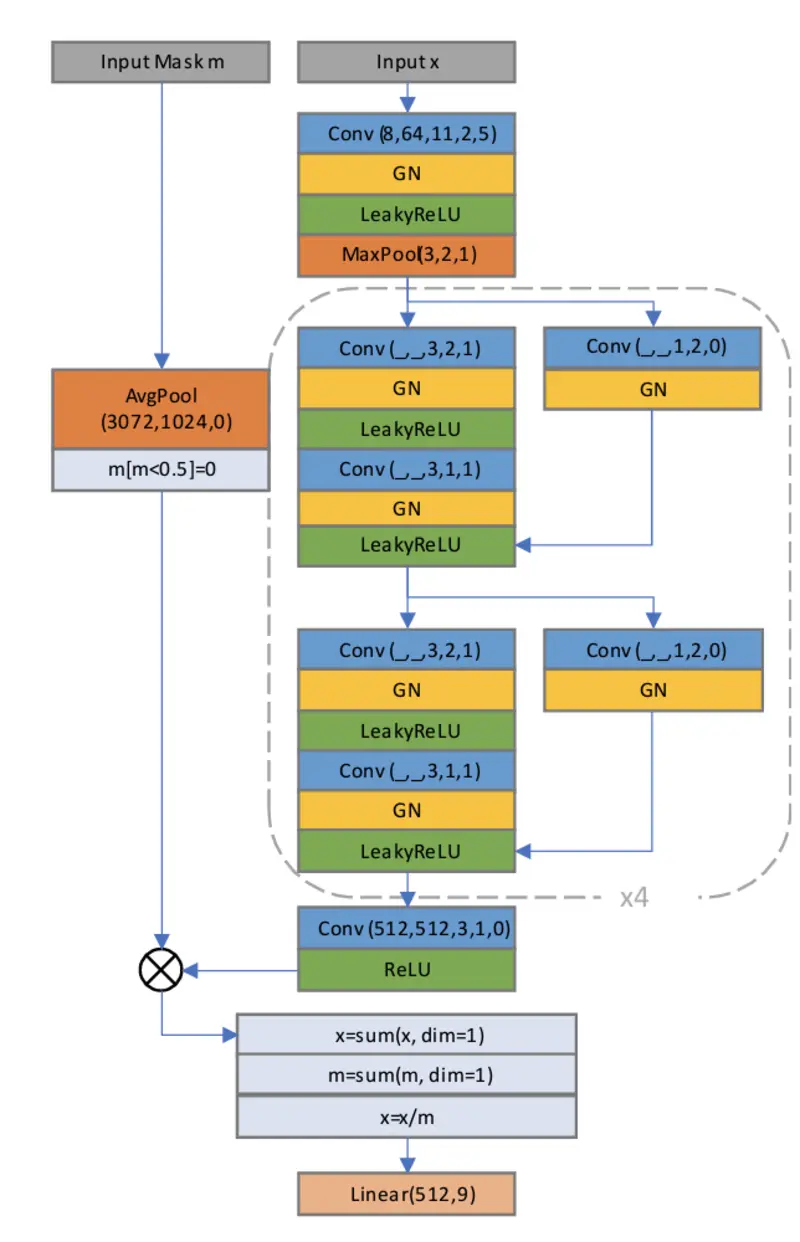 Input Mask m
Input x
Conv (8,64,11,2,5)
GN
LeakyReLU
MaxPool(3,2,1)
Conv (_,_,3,2,1)
GN
LeakyReLU
Conv (_,_,3,1,1)
GN
LeakyReLU
Conv (_,_,1,2,0)
GN
AvgPool
(3072,1024,0)
m[m<0.5]=0
Conv (_,_,3,2,1)
GN
LeakyReLU
Conv (_,_,3,1,1)
GN
LeakyReLU
Conv (_,_,1,2,0)
GN
x4
Conv (512,512,3,1,0)
ReLU
x=sum(x, dim=1)
m=sum(m, dim=1)
x=x/m
Linear(512,9)